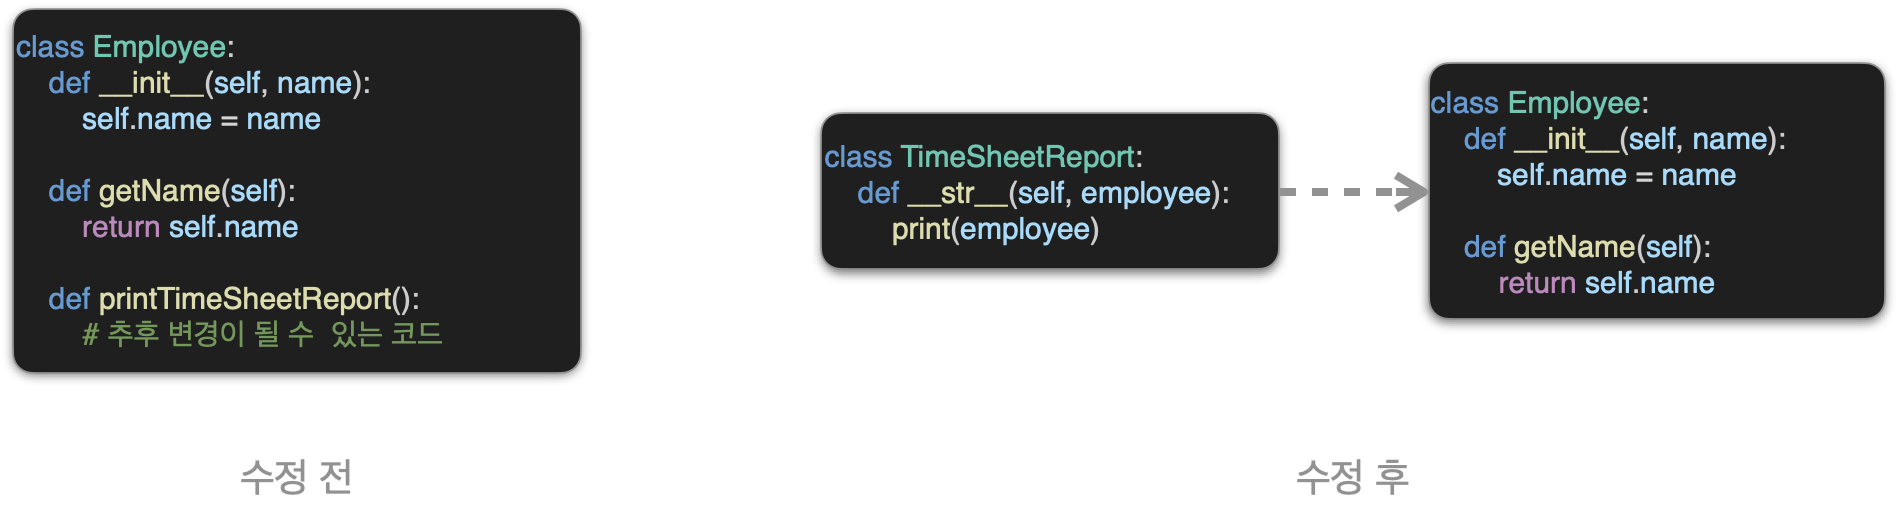 class Employee:
    def __init__(self, name):
        self.name = name
    def getName(self):
        return self.name
    def printTimeSheetReport():
        # 추후 변경이 될 수  있는 코드
수정 전
class TimeSheetReport:
    def __str__(self, employee):
        print(employee)
class Employee:
    def __init__(self, name):
        self.name = name
    def getName(self):
        return self.name
수정 후